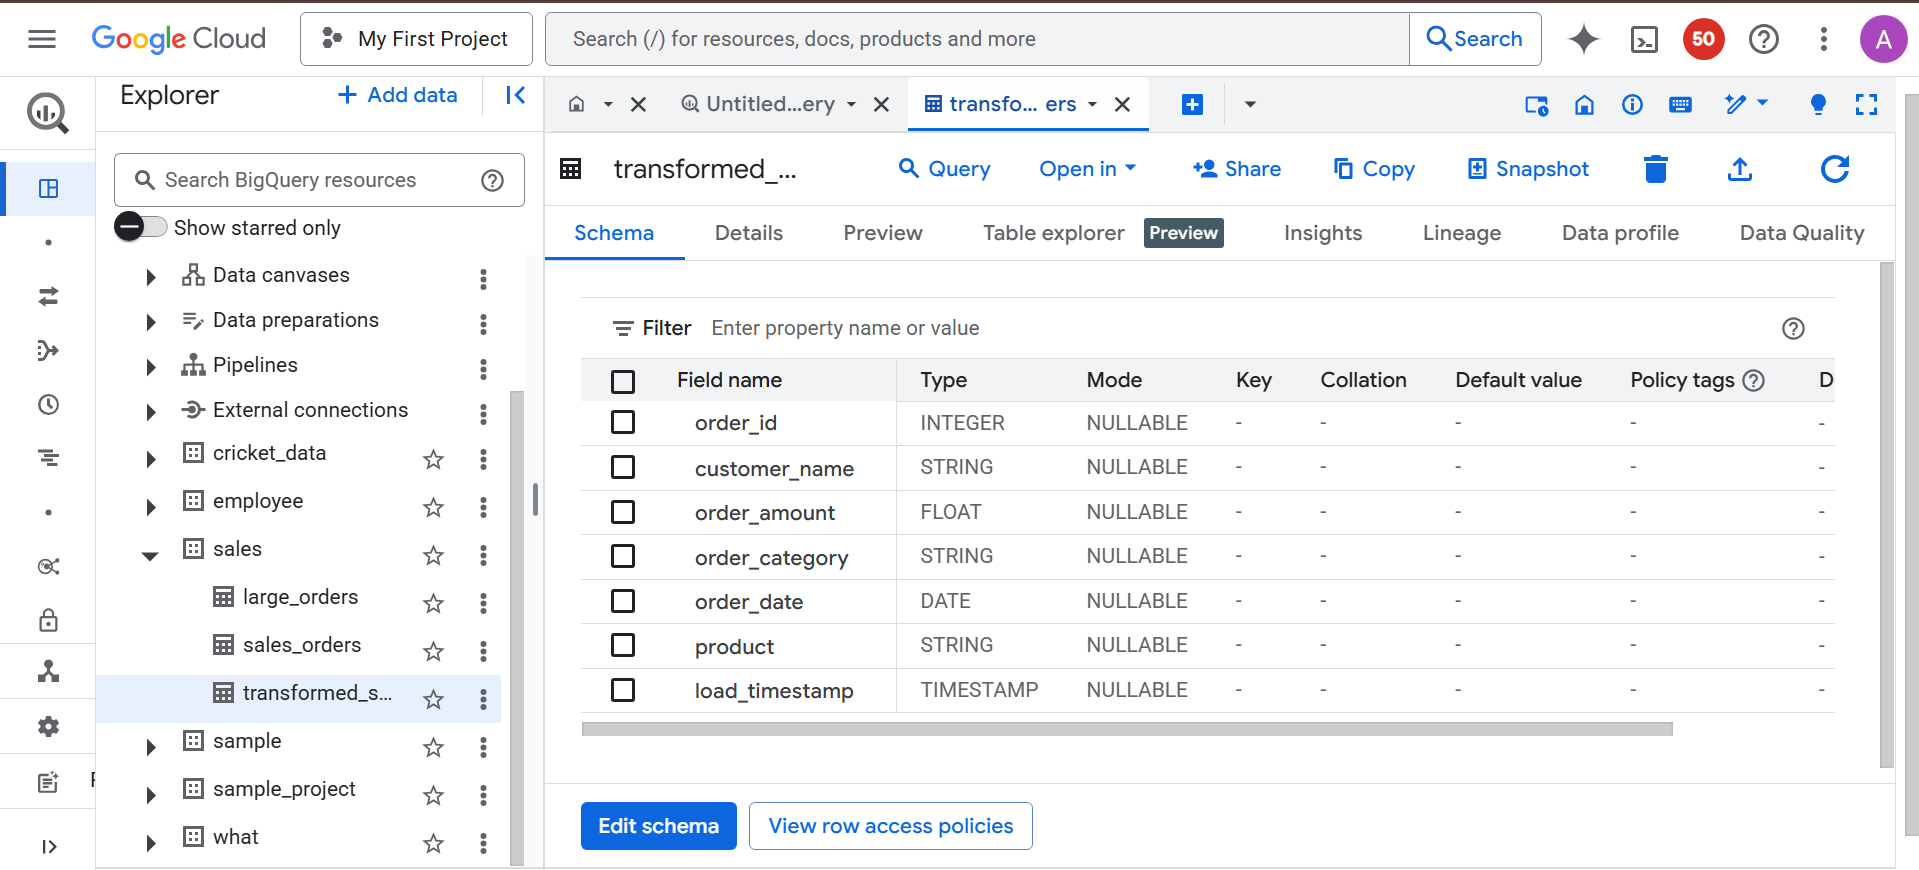 Google Cloud
My First Project
Search (/) for resources, docs, products and more
Search
50
A
Explorer
Add data
Untitled...ery
transfo... ers
Search BigQuery resources
Show starred only
Data canvases
Data preparations
Pipelines
External connections
cricket_data
employee
sales
large_orders
sales_orders
transformed_s...
sample
sample_project
what
transformed_...
Query
Open in
Share
Copy
Snapshot
Schema
Details
Preview
Table explorer
Preview
Insights
Lineage
Data profile
Data Quality
Filter Enter property name or value
Field name Type Mode Key Collation Default value Policy tags D
order_id INTEGER NULLABLE - - - - -
customer_name STRING NULLABLE - - - - -
order_amount FLOAT NULLABLE - - - - -
order_category STRING NULLABLE - - - - -
order_date DATE NULLABLE - - - - -
product STRING NULLABLE - - - - -
load_timestamp TIMESTAMP NULLABLE - - - - -
Edit schema
View row access policies